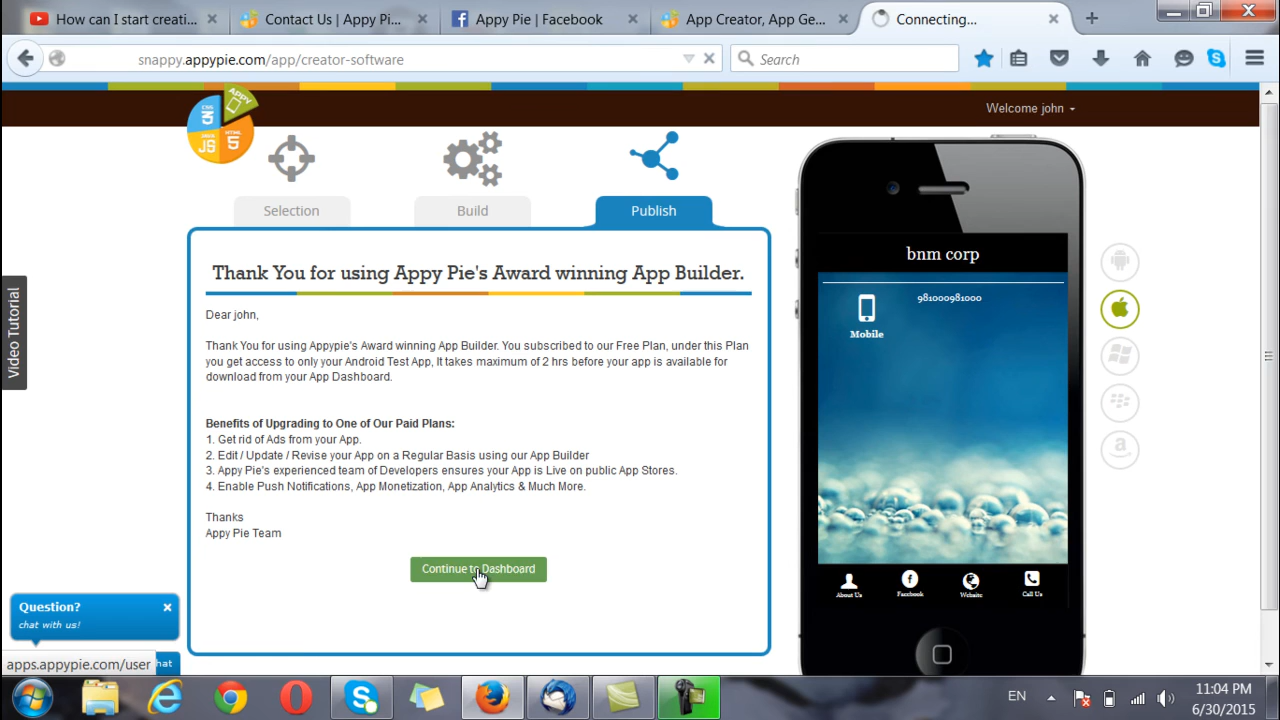 How can I start creati...
Contact Us | Appy Pi...
Appy Pie | Facebook
App Creator, App Ge...
Connecting...
snappy.appypie.com/app/creator-software
Search
Welcome john
APPY
CSS
3
JAVA
JS
HTML
5
Selection
Build
Publish
Video Tutorial
Thank You for using Appy Pie's Award winning App Builder.
Dear john,
Thank You for using Appypie's Award winning App Builder. You subscribed to our Free Plan, under this Plan
you get access to only your Android Test App, It takes maximum of 2 hrs before your app is available for
download from your App Dashboard.
Benefits of Upgrading to One of Our Paid Plans:
1. Get rid of Ads from your App.
2. Edit / Update / Revise your App on a Regular Basis using our App Builder
3. Appy Pie's experienced team of Developers ensures your App is Live on public App Stores.
4. Enable Push Notifications, App Monetization, App Analytics & Much More.
Thanks
Appy Pie Team
Continue to Dashboard
bnm corp
981000981000
Mobile
About Us
Facebook
Website
Call Us
Question?
chat with us!
apps.appypie.com/user
hat
EN
11:04 PM
6/30/2015